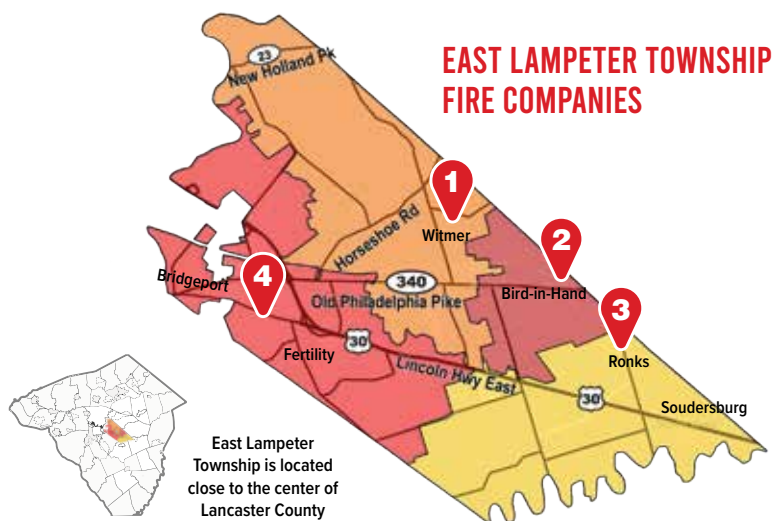 EAST LAMPETER TOWNSHIP
FIRE COMPANIES
23
New Holland Pk
1
Horseshoe Rd
Witmer
2
4
Bridgeport
340
Bird-in-Hand
Old Philadelphia Pike
3
30
Fertility
Ronks
Lincoln Hwy East
30
Soudersburg
East Lampeter
Township is located
close to the center of
Lancaster County